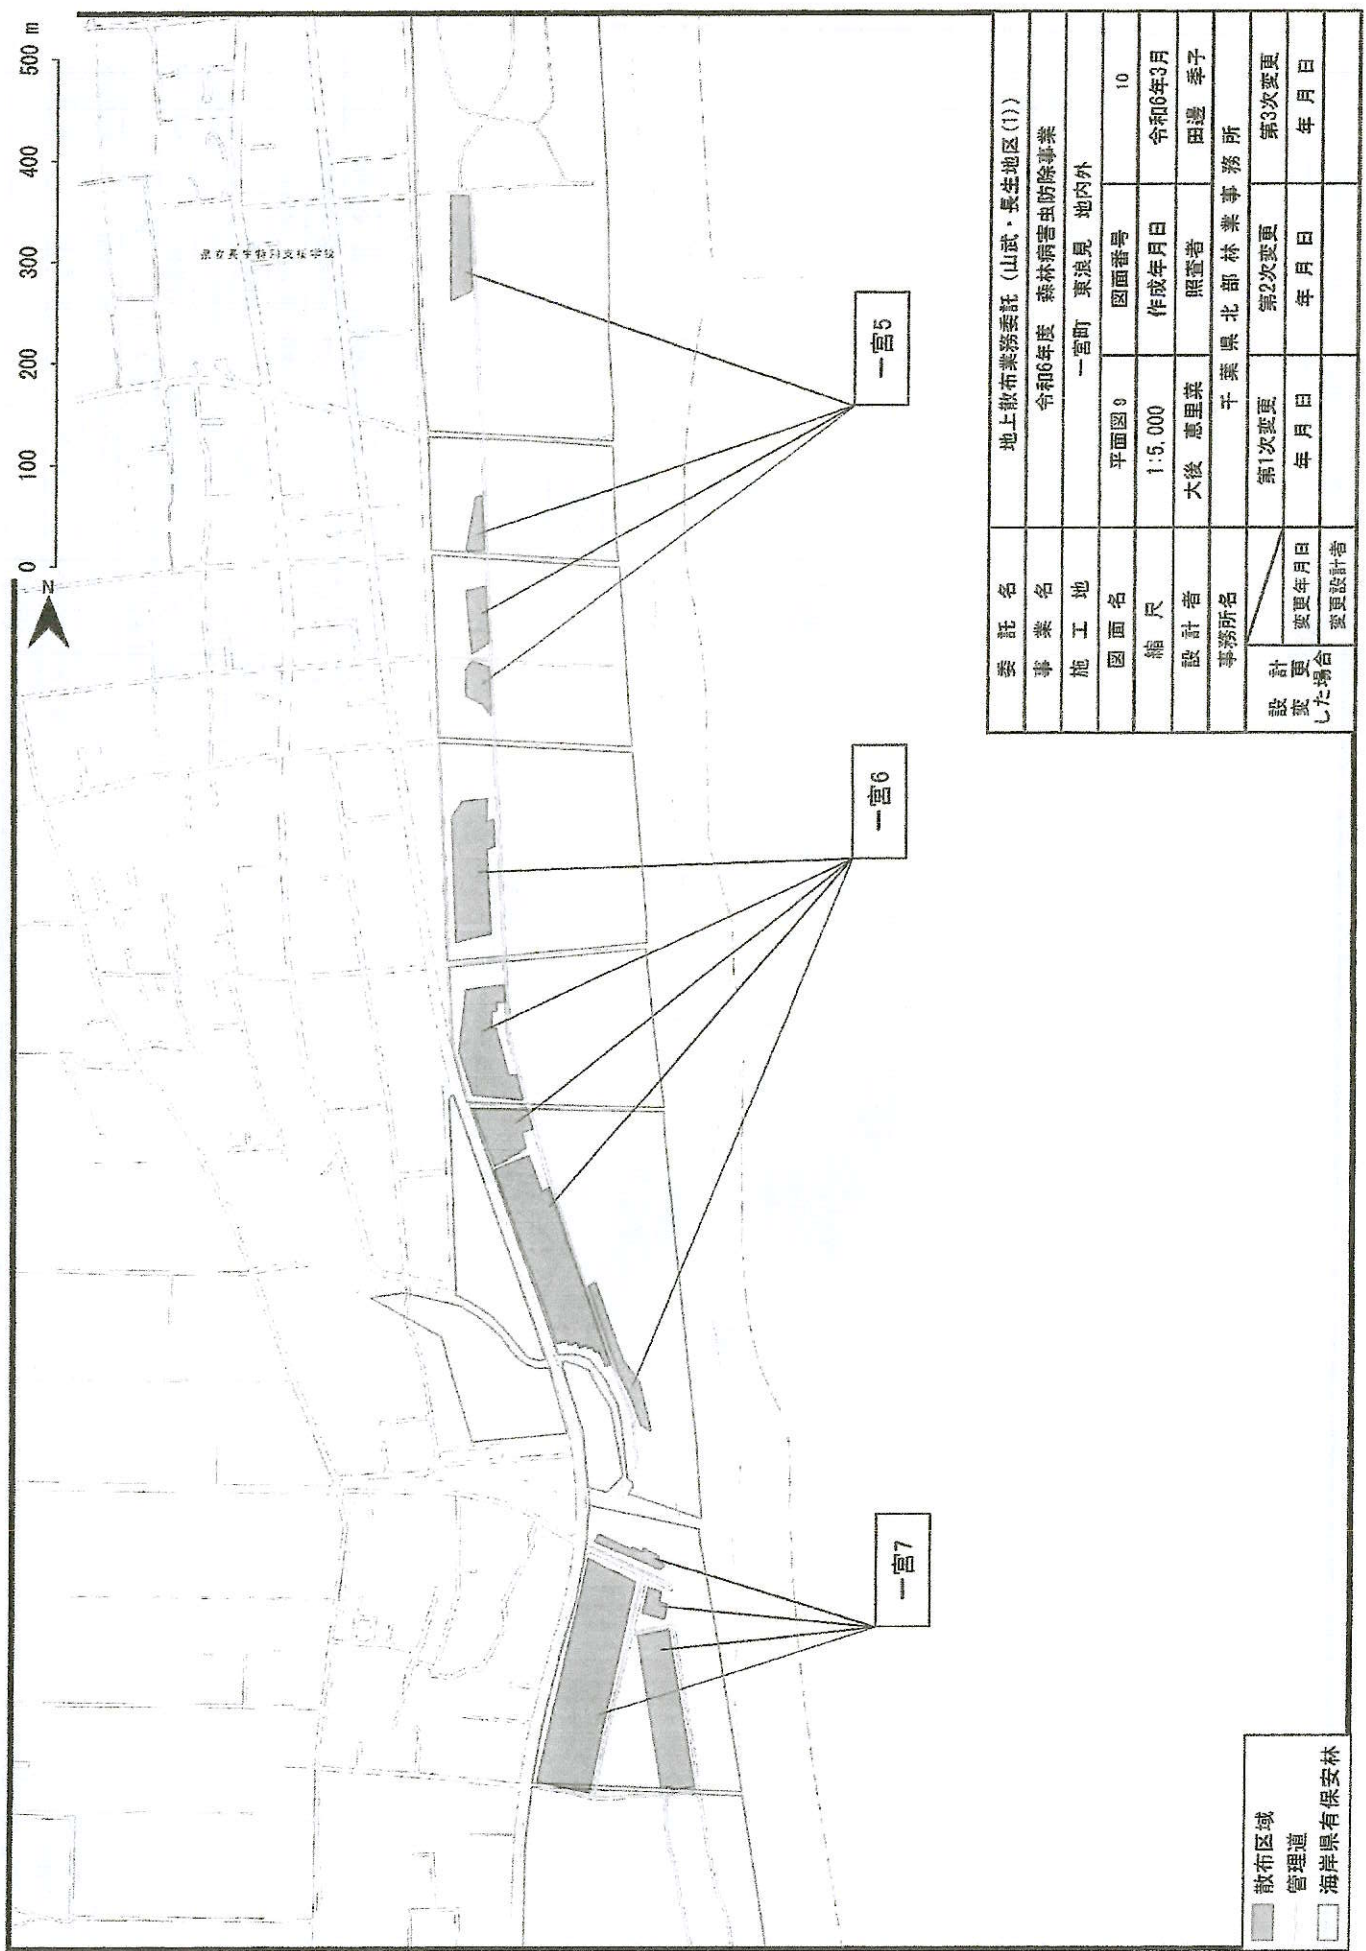 0 100 200 300 400 500 m
N
県立長生特別支援学校
一宮5
一宮6
一宮7
散布区域
管理道
海岸県有保安林
委託名 地上散布業務委託（山武・長生地区(1)）
事業名 令和6年度 森林病害虫防除事業
施工地 一宮町 東浪見 地内外
図面名 平面図9 図面番号 10
縮尺 1:5,000 作成年月日 令和6年3月
設計者 大後 恵里菜 照査者 田邊 季子
事務所名 千葉県北部林業事務所
設計変更した場合 第1次変更 第2次変更 第3次変更
変更年月日 年月日 年月日 年月日
変更設計者